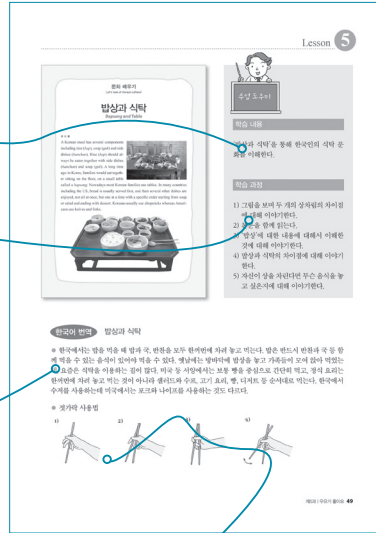 Lesson 5
문화 배우기
Let's learn of Korean culture!
밥상과 식탁
Bapsang and Table
A Korean meal has several components
including rice (bap), soup (guk) and side
dishes (banchan). Rice (bap) should al-
ways be eaten together with side dishes
(banchan) and soup (guk). A long time
ago in Korea, families would eat togeth-
er sitting on the floor, on a small table
called a bapsang. Nowadays most Korean families use tables. In many countries
including the US, bread is usually served first, and then several other dishes are
enjoyed, not all at once, but one at a time with a specific order starting from soup
or salad and ending with dessert. Koreans usually use chopsticks whereas Ameri-
cans use knives and forks.
수업 도우미
학습 내용
'밥상과 식탁'을 통해 한국인의 식탁 문
화를 이해한다.
학습 과정
1) 그림을 보며 두 개의 상차림의 차이점
에 대해 이야기한다.
2) 본문을 함께 읽는다.
3) '밥상'에 대한 내용에 대해서 이해한
것에 대해 이야기한다.
4) 밥상과 식탁의 차이점에 대해 이야기
한다.
5) 자신이 상을 차린다면 무슨 음식을 놓
고 싶은지에 대해 이야기한다.
한국어 번역 밥상과 식탁
한국에서는 밥을 먹을 때 밥과 국, 반찬을 모두 한꺼번에 차려 놓고 먹는다. 밥은 반드시 반찬과 국 등 함
께 먹을 수 있는 음식이 있어야 먹을 수 있다. 옛날에는 방바닥에 밥상을 놓고 가족들이 모여 앉아 먹었는
요즘은 식탁을 이용하는 집이 많다. 미국 등 서양에서는 보통 빵을 중심으로 간단히 먹고, 정식 요리는
한꺼번에 차려 놓고 먹는 것이 아니라 샐러드와 수프, 고기 요리, 빵, 디저트 등 순서대로 먹는다. 한국에서
수저를 사용하는데 미국에서는 포크와 나이프를 사용하는 것도 다르다.
젓가락 사용법
1) 2) 3) 4)
제5과 | 우유가 좋아요 49